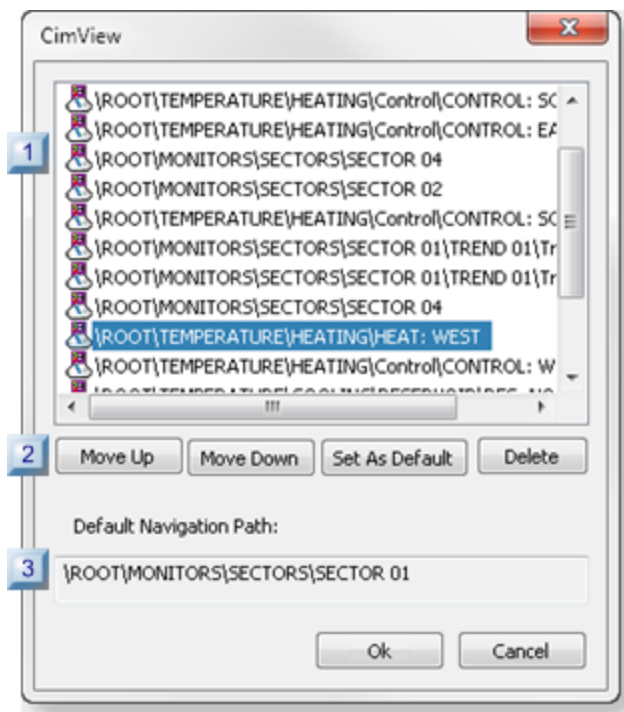 CimView
\ROOT\TEMPERATURE\HEATING\Control\CONTROL: SC
\ROOT\TEMPERATURE\HEATING\Control\CONTROL: EA
1
\ROOT\MONITORS\SECTORS\SECTOR 04
\ROOT\MONITORS\SECTORS\SECTOR 02
\ROOT\TEMPERATURE\HEATING\Control\CONTROL: SC
\ROOT\MONITORS\SECTORS\SECTOR 01\TREND 01\Tr
\ROOT\MONITORS\SECTORS\SECTOR 01\TREND 01\Tr
\ROOT\MONITORS\SECTORS\SECTOR 04
\ROOT\TEMPERATURE\HEATING\HEAT: WEST
\ROOT\TEMPERATURE\HEATING\Control\CONTROL: W
2
Move Up Move Down Set As Default Delete
Default Navigation Path:
3
\ROOT\MONITORS\SECTORS\SECTOR 01
Ok Cancel